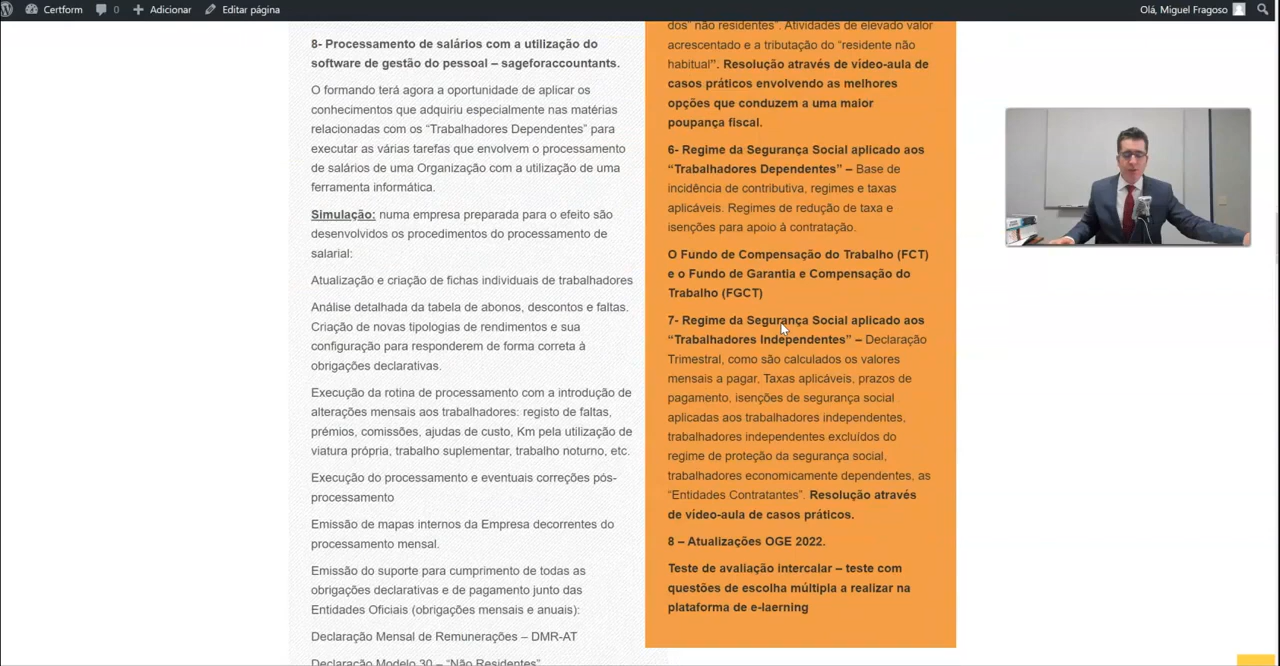 Certform
0
Adicionar
Editar página
Olá, Miguel Fragoso
8- Processamento de salários com a utilização do
software de gestão do pessoal – sageforaccountants.
O formando terá agora a oportunidade de aplicar os
conhecimentos que adquiriu especialmente nas matérias
relacionadas com os “Trabalhadores Dependentes” para
executar as várias tarefas que envolvem o processamento
de salários de uma Organização com a utilização de uma
ferramenta informática.
Simulação: numa empresa preparada para o efeito são
desenvolvidos os procedimentos do processamento de
salarial:
Atualização e criação de fichas individuais de trabalhadores
Análise detalhada da tabela de abonos, descontos e faltas.
Criação de novas tipologias de rendimentos e sua
configuração para responderem de forma correta à
obrigações declarativas.
Execução da rotina de processamento com a introdução de
alterações mensais aos trabalhadores: registo de faltas,
prémios, comissões, ajudas de custo, Km pela utilização de
viatura própria, trabalho suplementar, trabalho noturno, etc.
Execução do processamento e eventuais correções pós-
processamento
Emissão de mapas internos da Empresa decorrentes do
processamento mensal.
Emissão do suporte para cumprimento de todas as
obrigações declarativas e de pagamento junto das
Entidades Oficiais (obrigações mensais e anuais):
Declaração Mensal de Remunerações – DMR-AT
Declaração Modelo 30 – “Não Residentes”
dos” não residentes”. Atividades de elevado valor
acrescentado e a tributação do “residente não
habitual”. Resolução através de vídeo-aula de
casos práticos envolvendo as melhores
opções que conduzem a uma maior
poupança fiscal.
6- Regime da Segurança Social aplicado aos
“Trabalhadores Dependentes” – Base de
incidência de contributiva, regimes e taxas
aplicáveis. Regimes de redução de taxa e
isenções para apoio à contratação.
O Fundo de Compensação do Trabalho (FCT)
e o Fundo de Garantia e Compensação do
Trabalho (FGCT)
7- Regime da Segurança Social aplicado aos
“Trabalhadores Independentes” – Declaração
Trimestral, como são calculados os valores
mensais a pagar, Taxas aplicáveis, prazos de
pagamento, isenções de segurança social
aplicadas aos trabalhadores independentes,
trabalhadores independentes excluídos do
regime de proteção da segurança social,
trabalhadores economicamente dependentes, as
“Entidades Contratantes”. Resolução através
de vídeo-aula de casos práticos.
8 – Atualizações OGE 2022.
Teste de avaliação intercalar – teste com
questões de escolha múltipla a realizar na
plataforma de e-laerning